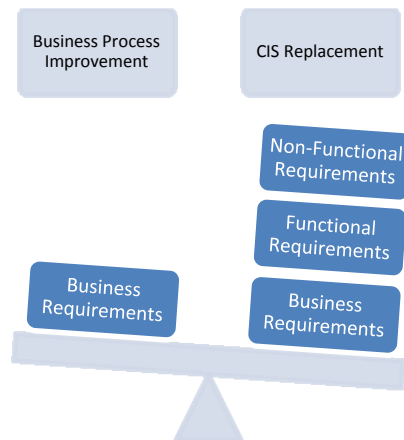 Business Process
Improvement
CIS Replacement
Non-Functional
Requirements
Functional
Requirements
Business
Requirements
Business
Requirements